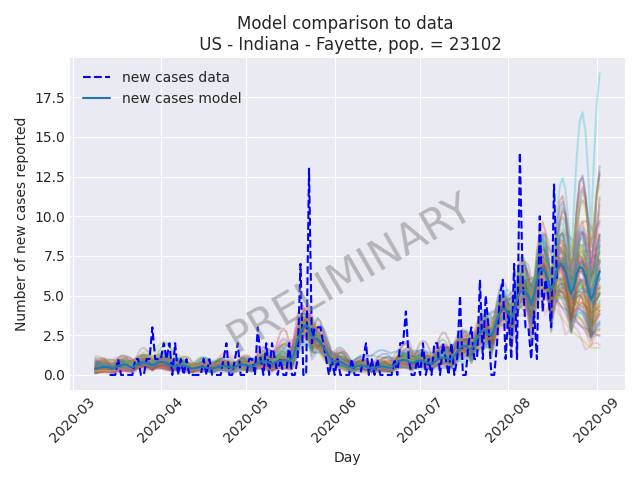 Model comparison to data
US - Indiana - Fayette, pop. = 23102
new cases data
new cases model
Number of new cases reported
17.5
15.0
12.5
10.0
7.5
5.0
2.5
0.0
PRELIMINARY
2020-03
2020-04
2020-05
2020-06
2020-07
2020-08
2020-09
Day